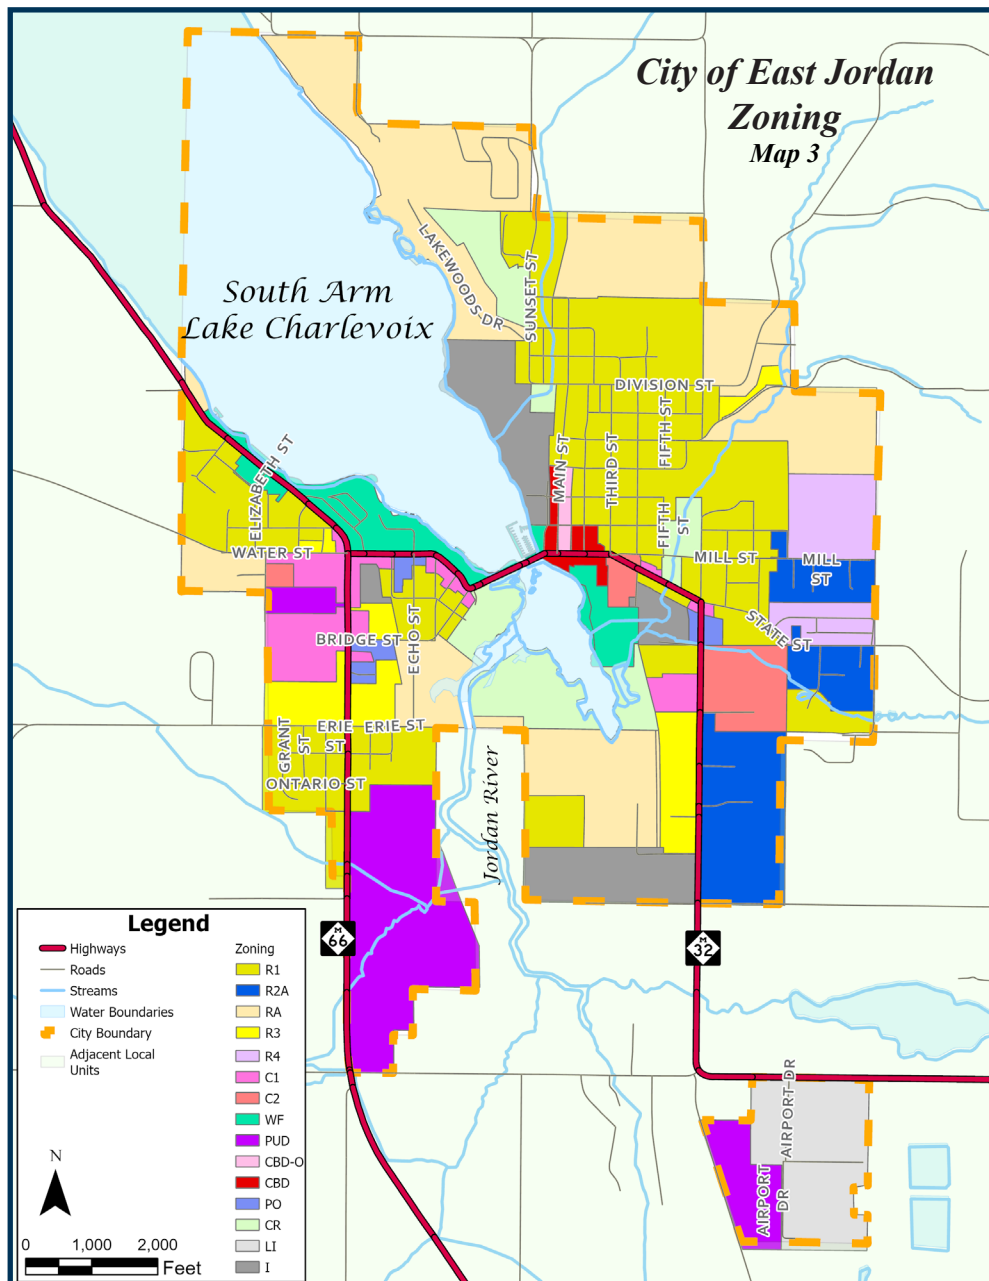 City of East Jordan
Zoning
Map 3
South Arm
Lake Charlevoix
LAKEWOODS DR
SUNSET ST
DIVISION ST
FIFTH ST
MAIN ST
THIRD ST
ELIZABETH ST
FIFTH
ST
WATER ST
MILL ST
MILL
ST
STATE ST
BRIDGE ST
ECHO ST
GRANT
ST
ERIE
ST
ERIE ST
ONTARIO ST
Jordan River
M
66
M
32
AIRPORT DR
AIRPORT
DR
Legend
Highways
Roads
Streams
Water Boundaries
City Boundary
Adjacent Local
Units
Zoning
R1
R2A
RA
R3
R4
C1
C2
WF
PUD
CBD-O
CBD
PO
CR
LI
I
N
0 1,000 2,000
Feet